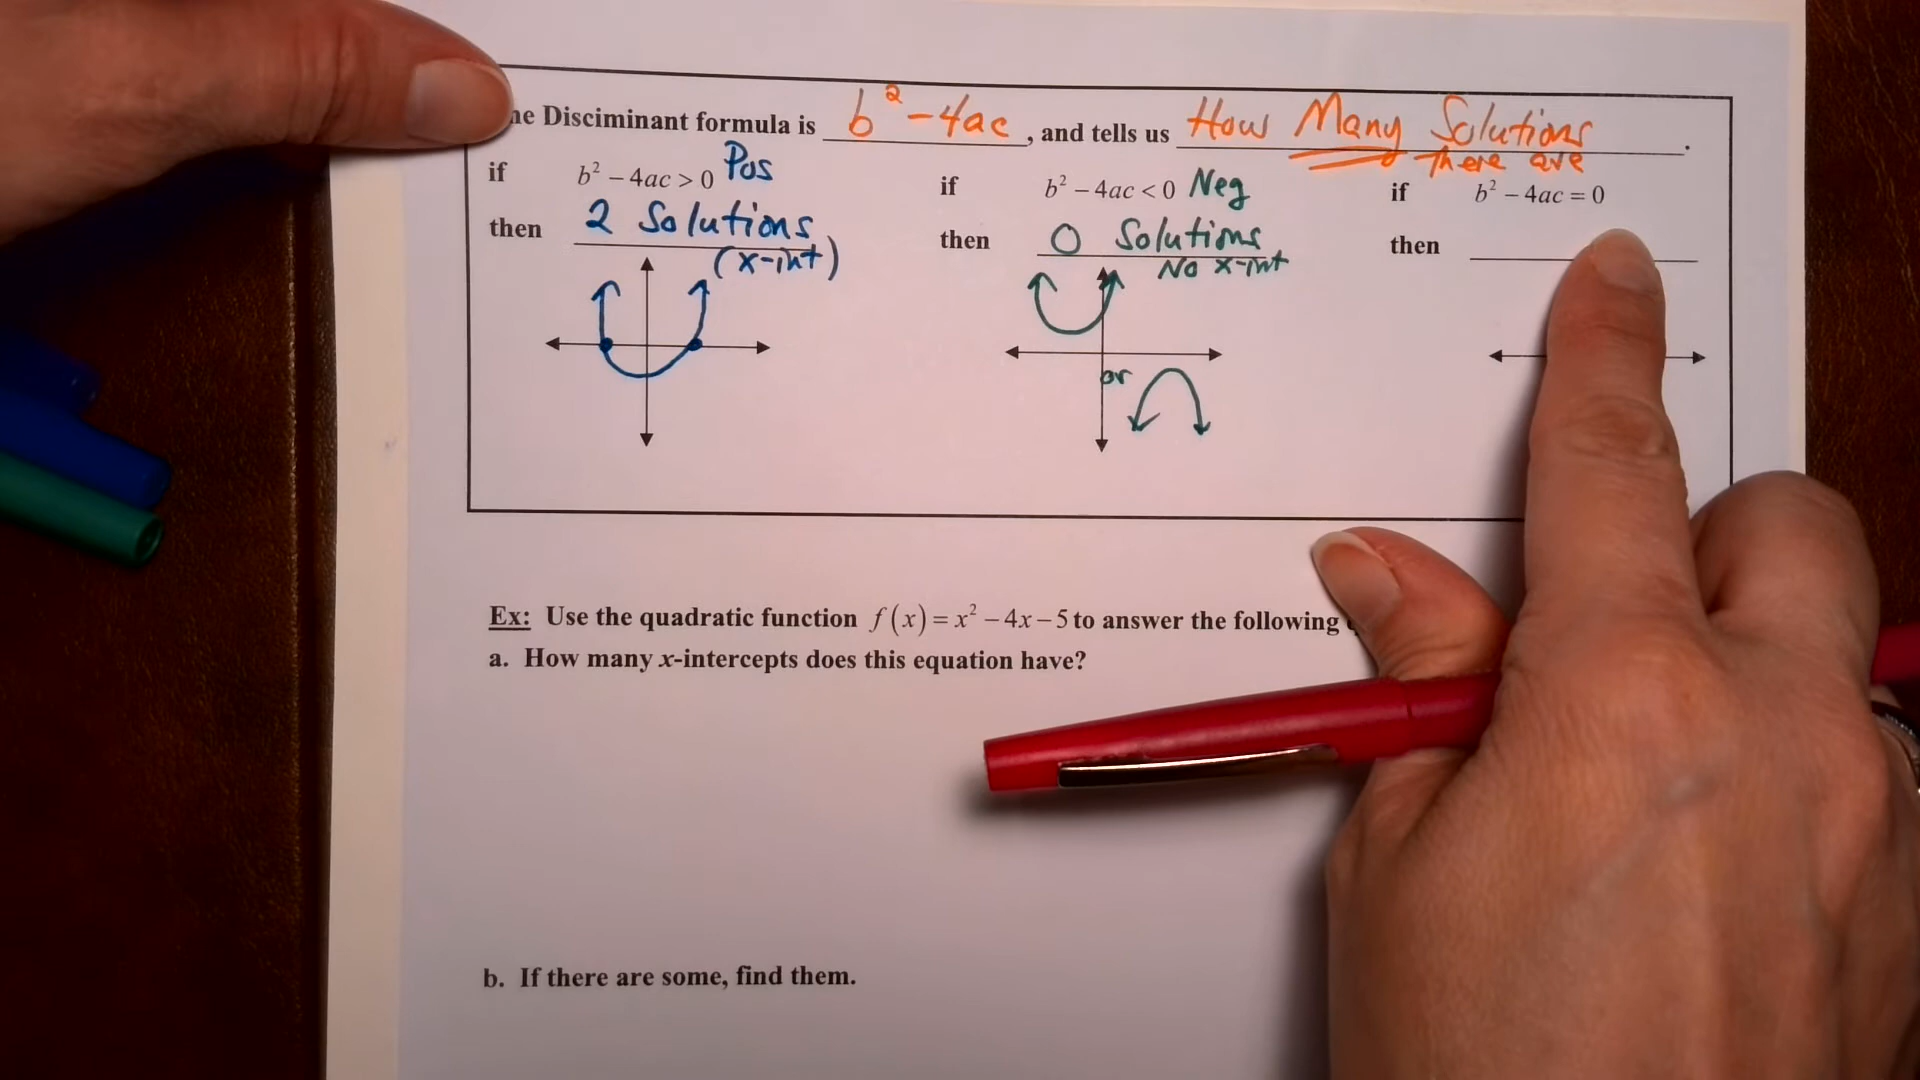 he Disciminant formula is b² - 4ac, and tells us How Many Solutions.
there are
if b² – 4ac > 0 Pos
then 2 Solutions
(x-int)
if b² – 4ac < 0 Neg
then 0 Solutions
No x-int
or
if b² – 4ac = 0
then
Ex: Use the quadratic function f(x) = x² – 4x – 5 to answer the following
a. How many x-intercepts does this equation have?
b. If there are some, find them.